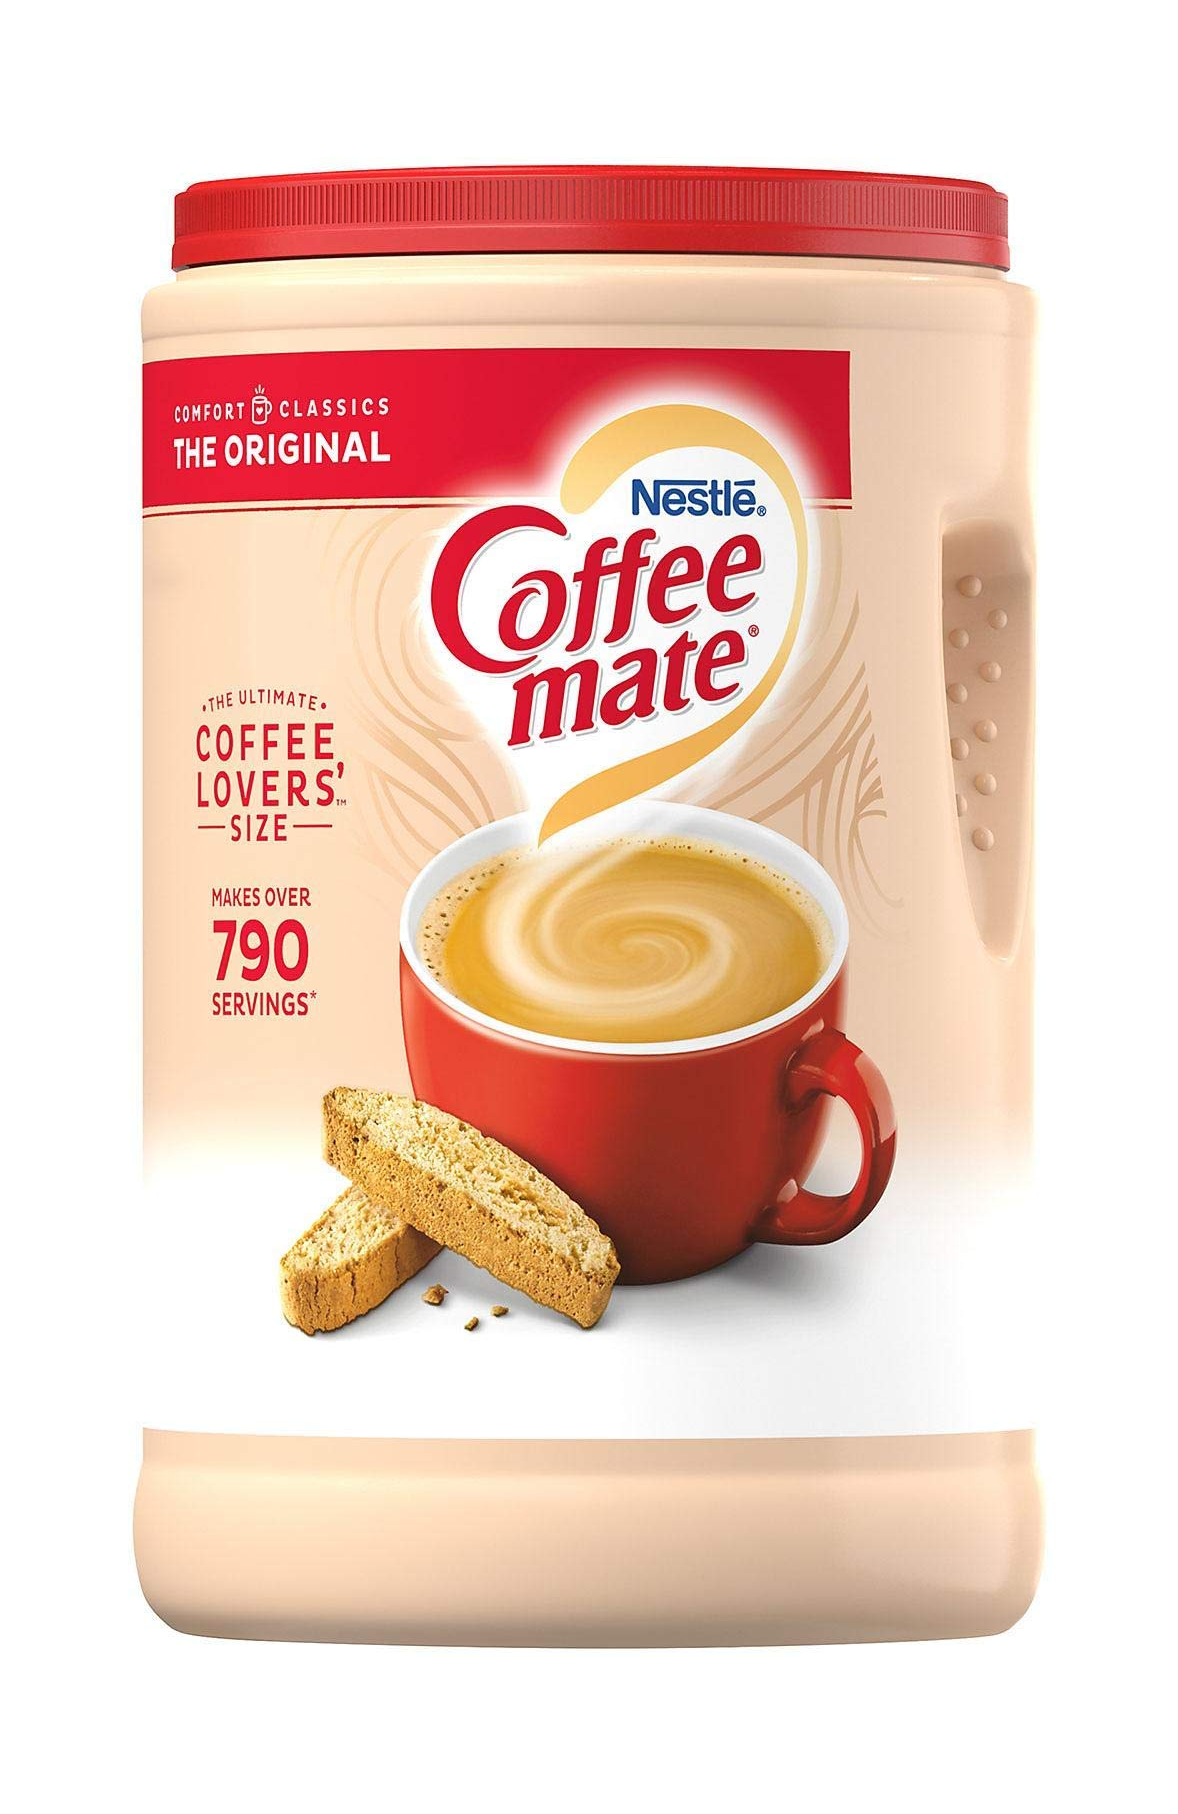 COMFORT CLASSICS
THE ORIGINAL
Nestlé®
Coffee
mate®
•THE ULTIMATE•
COFFEE
LOVERS'™
SIZE
MAKES OVER
790
SERVINGS*